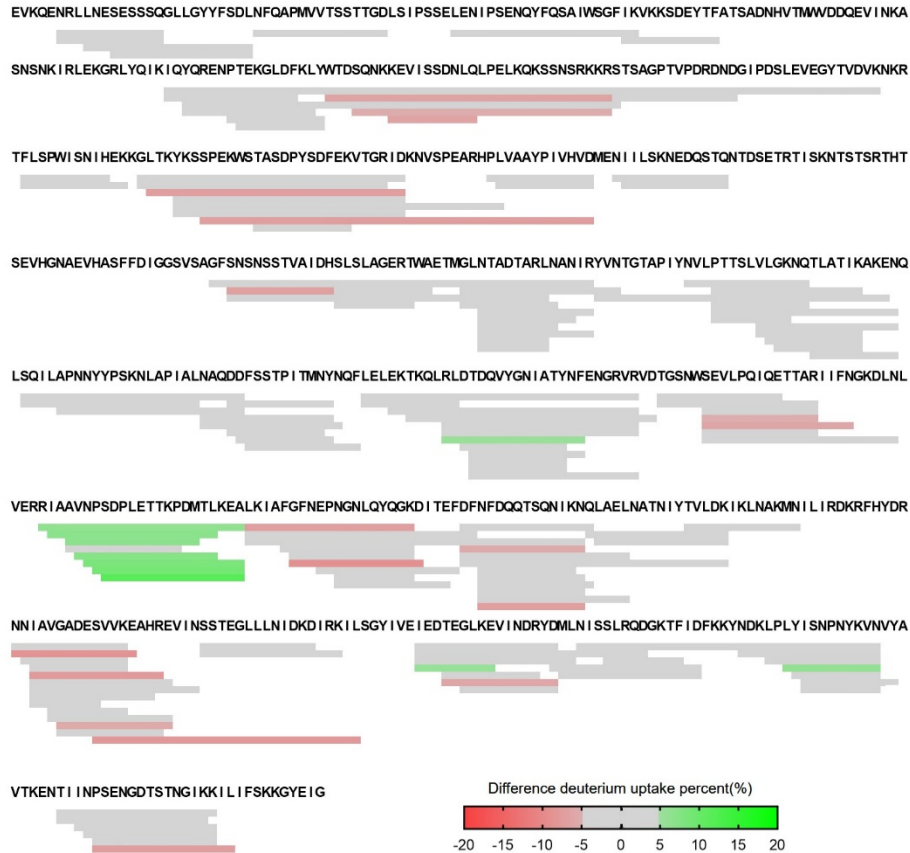 EVKQENRLLNESESSSQGLLGYYFSDLNFQAPMVVTSSTTGDLSIPSSELENIPSENQYFQSAIWSGFIKVKKSDEYTFATSADNHVTMWVDDQEVINKA
SNSNKIRLEKGRLYQIKIQYQRENPTEKGLDFKLYWTDSQNKKEVISSDNLQLPELKQKSSNSRKKRSTSAGPTVPDRDNDGIPDSLEVEGYTVDVKNKR
TFLSPWISNIHEKKGLTKYKSSPEKWSTASDPYSDFEKVTGRIDKNVSPEARHPLVAAYPIVHVDMENIILSKNEDQSTQNTDSETRTISKNTSTSRTHT
SEVHGNAEVHASFFDIGGSVSAGFSNSNSSTVAIDHSLSLAGERTWAETMGLNTADTARLNANIRYVNTGTAPIYNVLPTTSLVLGKNQTLATIKAKENQ
LSQILAPNNYYPSKNLAPIALNAQDDFSSTPITMNYNQFLELEKTKQLRLDTDQVYGNIATYNFENGRVRVDTGSNWSEVLPQIQETTARIIFNGKDLNL
VERRIAAVNPSDPLETTKPDMTLKEALKIAFGFNEPNGNLQYQGKDITEFDFNFDQQTSQNIKNQLAELNATNIYTVLDKIKLNAKMNILIRDKRFHYDR
NNIAVGADESVVKEAHREVINSSTEGLLLNIDKDIRKILSGYIVEIEDTEGLKEVINDRYDMLNISSLRQDGKTFIDFKKYNDKLPLYISNPNYKVNVYA
VTKENTIINPSENGDTSTNGIKKILIFSKKGYEIG
Difference deuterium uptake percent(%)
-20 -15 -10 -5 0 5 10 15 20